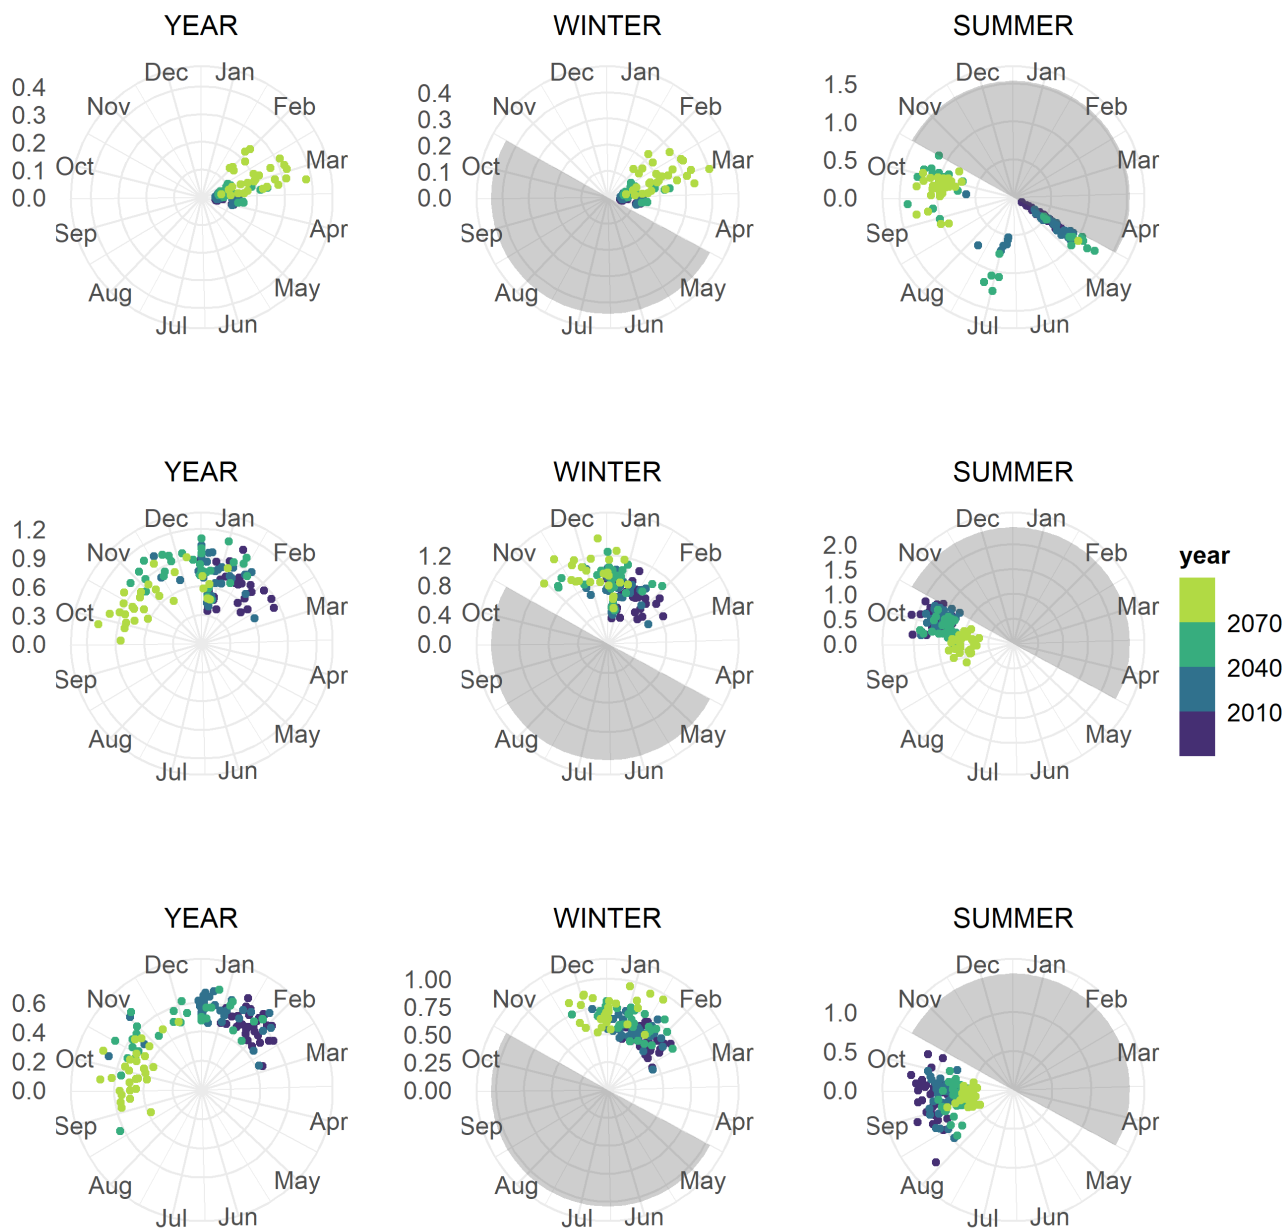 YEAR WINTER SUMMER
Dec Jan Dec Jan Dec Jan
0.4 Nov Feb 0.4 Nov Feb 1.5 Nov Feb
0.3 0.3 1.0
0.2 Oct Mar 0.2 Oct Mar 0.5 Oct Mar
0.1 0.1
0.0 0.0 0.0
Sep Apr Sep Apr Sep Apr
Aug May Aug May Aug May
Jul Jun Jul Jun Jul Jun
YEAR WINTER SUMMER
Dec Jan Dec Jan Dec Jan
1.2 Nov Feb 1.2 Nov Feb 2.0 Nov Feb
0.9 0.8 1.5
0.6 Oct Mar 0.4 Oct Mar 1.0 Oct Mar
0.3 0.5
0.0 0.0 0.0
Sep Apr Sep Apr Sep Apr
Aug May Aug May Aug May
Jul Jun Jul Jun Jul Jun
year
2070
2040
2010
YEAR WINTER SUMMER
Dec Jan Dec Jan Dec Jan
0.6 Nov Feb 1.00 Nov Feb 1.0 Nov Feb
0.4 0.75
0.2 Oct Mar 0.50 Oct Mar 0.5 Oct Mar
0.25
0.0 0.00 0.0
Sep Apr Sep Apr Sep Apr
Aug May Aug May Aug May
Jul Jun Jul Jun Jul Jun